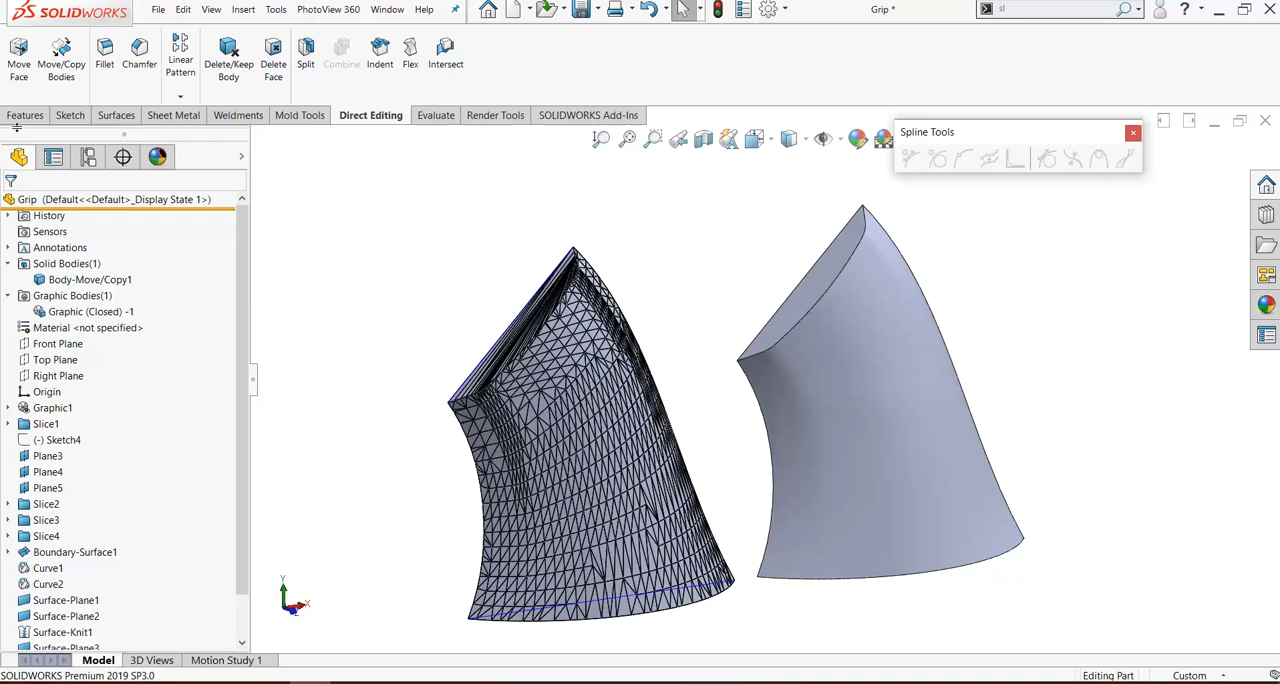 SOLIDWORKS File Edit View Insert Tools PhotoView 360 Window Help Grip * sl ?
Move Face Move/Copy Bodies Fillet Chamfer Linear Pattern Delete/Keep Body Delete Face Split Combine Indent Flex Intersect
Features Sketch Surfaces Sheet Metal Weldments Mold Tools Direct Editing Evaluate Render Tools SOLIDWORKS Add-Ins
Spline Tools
Grip (Default<<Default>_Display State 1>)
History
Sensors
Annotations
Solid Bodies(1)
Body-Move/Copy1
Graphic Bodies(1)
Graphic (Closed) -1
Material <not specified>
Front Plane
Top Plane
Right Plane
Origin
Graphic1
Slice1
(-) Sketch4
Plane3
Plane4
Plane5
Slice2
Slice3
Slice4
Boundary-Surface1
Curve1
Curve2
Surface-Plane1
Surface-Plane2
Surface-Knit1
Surface-Plane3
Y
X
Z
Model 3D Views Motion Study 1
SOLIDWORKS Premium 2019 SP3.0 Editing Part Custom